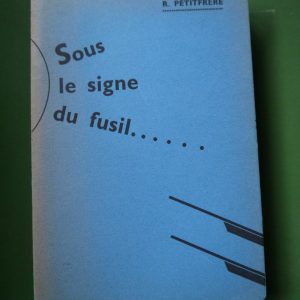 R. PETITFRERE
Sous
le signe
du fusil......